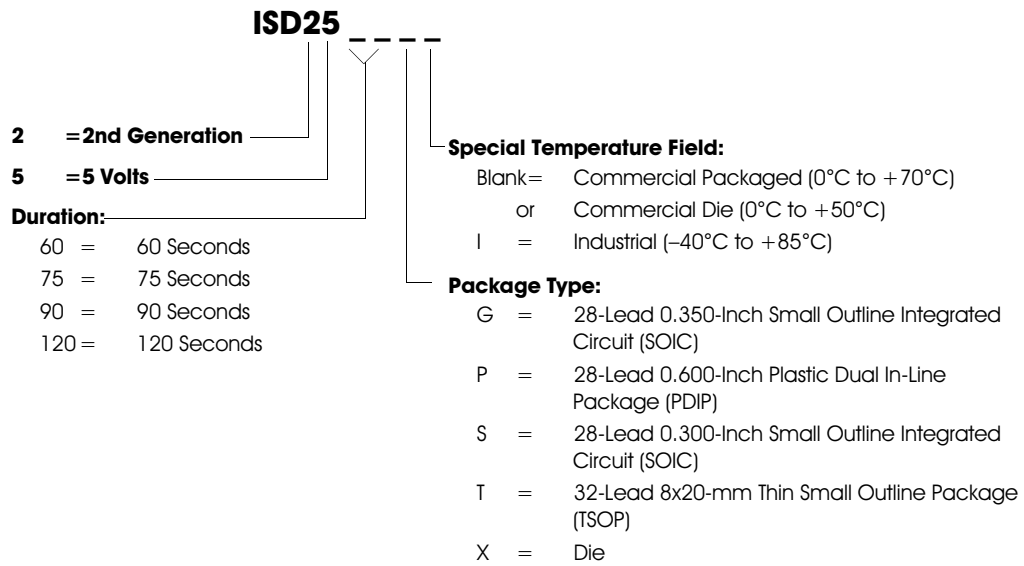 ISD25 _ _ _ _
2 =2nd Generation
5 =5 Volts
Duration:
60 = 60 Seconds
75 = 75 Seconds
90 = 90 Seconds
120 = 120 Seconds
Special Temperature Field:
Blank= Commercial Packaged (0°C to +70°C)
or Commercial Die (0°C to +50°C)
I = Industrial (–40°C to +85°C)
Package Type:
G = 28-Lead 0.350-Inch Small Outline Integrated
Circuit (SOIC)
P = 28-Lead 0.600-Inch Plastic Dual In-Line
Package (PDIP)
S = 28-Lead 0.300-Inch Small Outline Integrated
Circuit (SOIC)
T = 32-Lead 8x20-mm Thin Small Outline Package
(TSOP)
X = Die